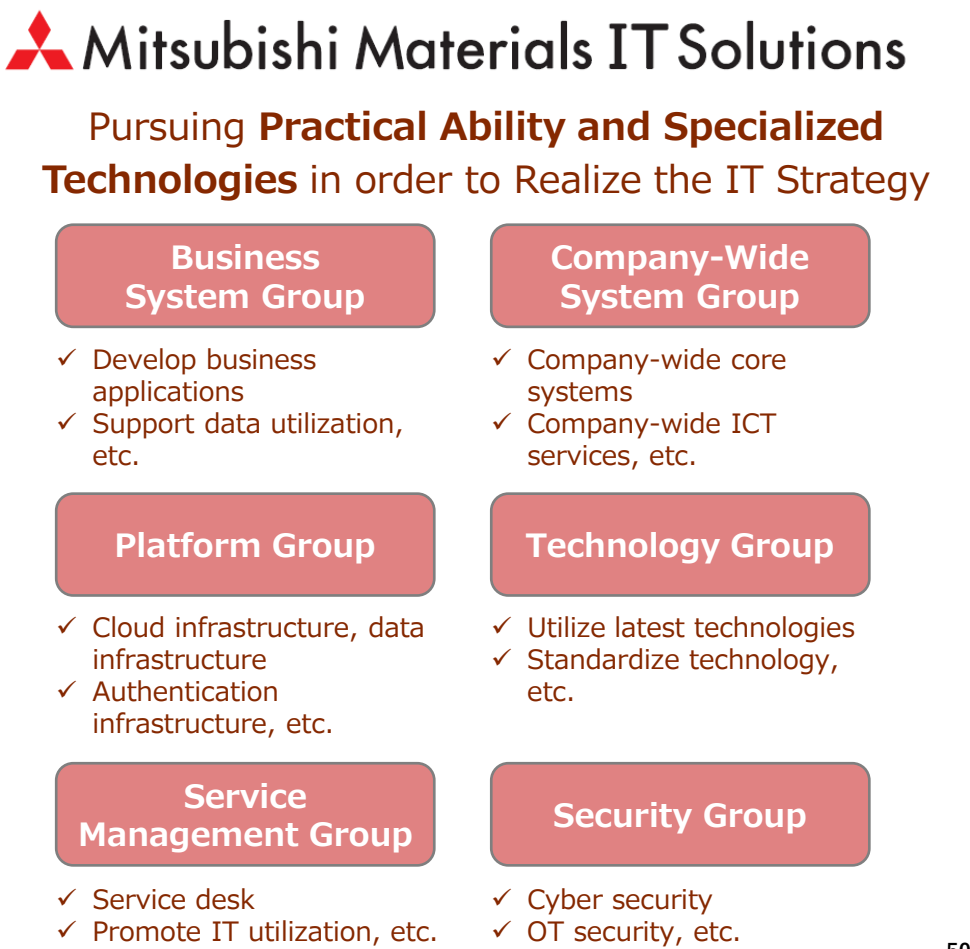 Mitsubishi Materials IT Solutions
Pursuing Practical Ability and Specialized
Technologies in order to Realize the IT Strategy
Business
System Group
✓ Develop business
applications
✓ Support data utilization,
etc.
Company-Wide
System Group
✓ Company-wide core
systems
✓ Company-wide ICT
services, etc.
Platform Group
✓ Cloud infrastructure, data
infrastructure
✓ Authentication
infrastructure, etc.
Technology Group
✓ Utilize latest technologies
✓ Standardize technology,
etc.
Service
Management Group
✓ Service desk
✓ Promote IT utilization, etc.
Security Group
✓ Cyber security
✓ OT security, etc.